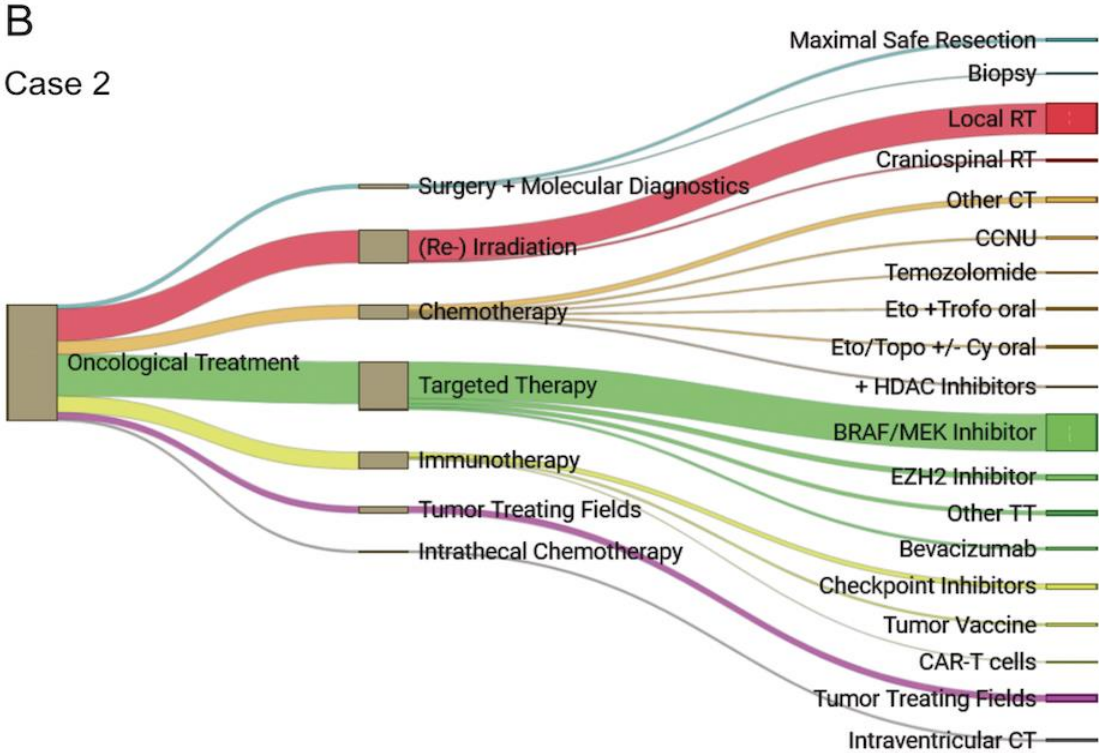 B
Case 2
Oncological Treatment
Surgery + Molecular Diagnostics
(Re-) Irradiation
Chemotherapy
Targeted Therapy
Immunotherapy
Tumor Treating Fields
Intrathecal Chemotherapy
Maximal Safe Resection
Biopsy
Local RT
Craniospinal RT
Other CT
CCNU
Temozolomide
Eto +Trofo oral
Eto/Topo +/- Cy oral
+ HDAC Inhibitors
BRAF/MEK Inhibitor
EZH2 Inhibitor
Other TT
Bevacizumab
Checkpoint Inhibitors
Tumor Vaccine
CAR-T cells
Tumor Treating Fields
Intraventricular CT